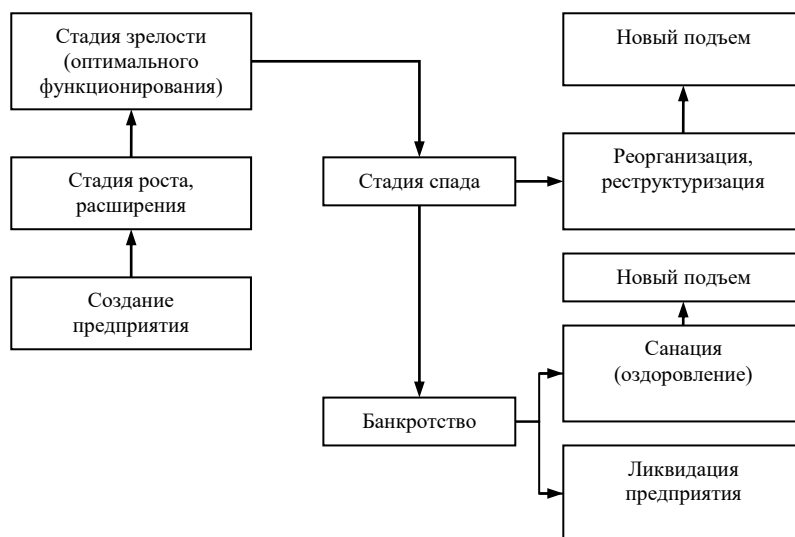 Стадия зрелости
(оптимального
функционирования)
Стадия роста,
расширения
Создание
предприятия
Стадия спада
Банкротство
Новый подъем
Реорганизация,
реструктуризация
Новый подъем
Санация
(оздоровление)
Ликвидация
предприятия